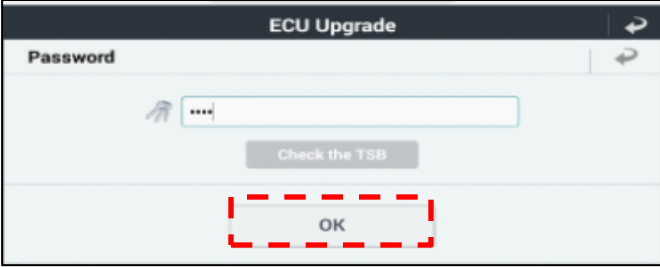 ECU Upgrade
Password
••••
Check the TSB
OK